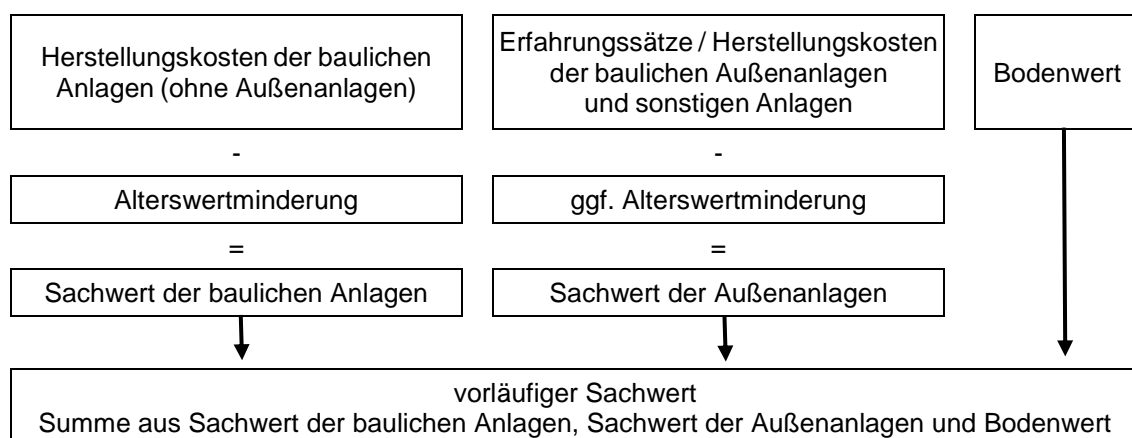 Herstellungskosten der baulichen
Anlagen (ohne Außenanlagen)
Erfahrungssätze / Herstellungskosten
der baulichen Außenanlagen
und sonstigen Anlagen
Bodenwert
-
-
Alterswertminderung
ggf. Alterswertminderung
=
=
Sachwert der baulichen Anlagen
Sachwert der Außenanlagen
vorläufiger Sachwert
Summe aus Sachwert der baulichen Anlagen, Sachwert der Außenanlagen und Bodenwert